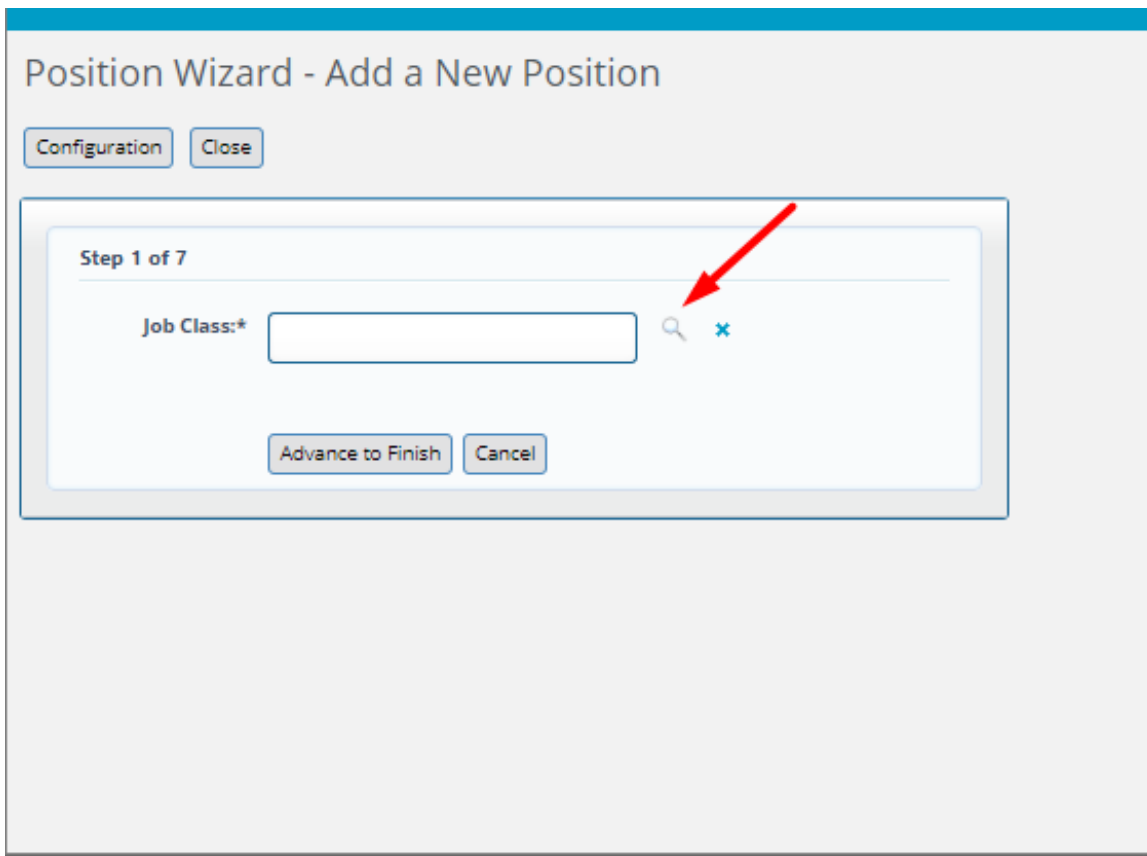 Position Wizard - Add a New Position
Configuration Close
Step 1 of 7
Job Class:*
Advance to Finish Cancel